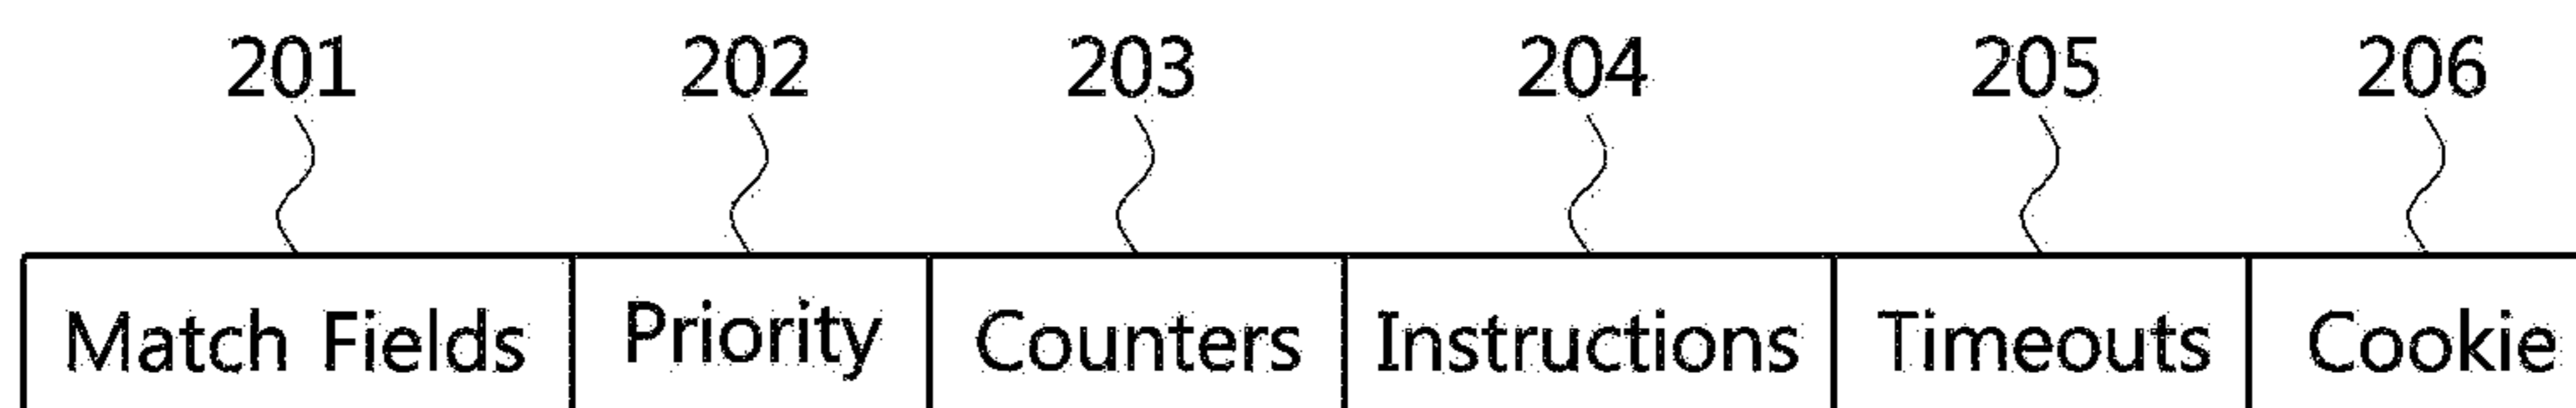 201 202 203 204 205 206
Match Fields Priority Counters Instructions Timeouts Cookie